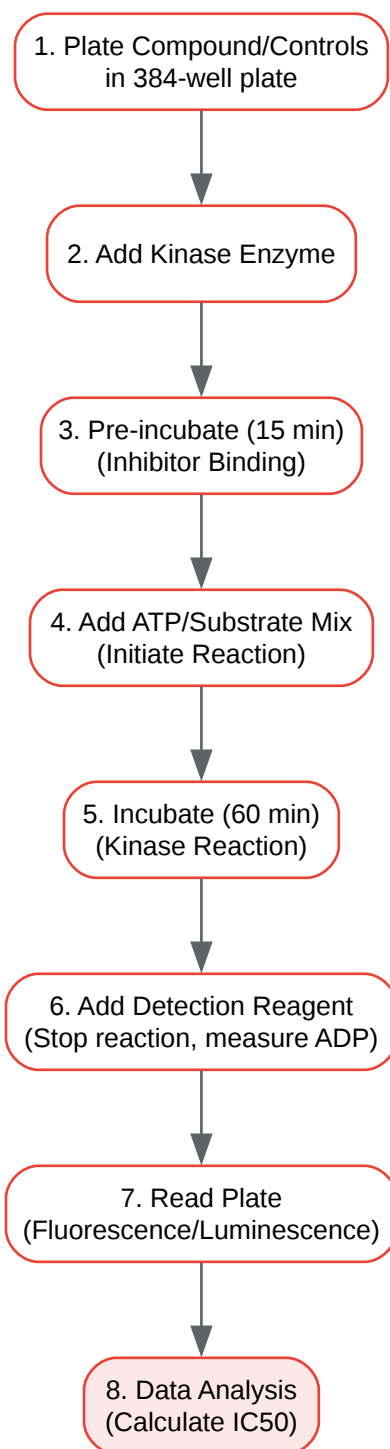 1. Plate Compound/Controls
in 384-well plate
2. Add Kinase Enzyme
3. Pre-incubate (15 min)
(Inhibitor Binding)
4. Add ATP/Substrate Mix
(Initiate Reaction)
5. Incubate (60 min)
(Kinase Reaction)
6. Add Detection Reagent
(Stop reaction, measure ADP)
7. Read Plate
(Fluorescence/Luminescence)
8. Data Analysis
(Calculate IC50)